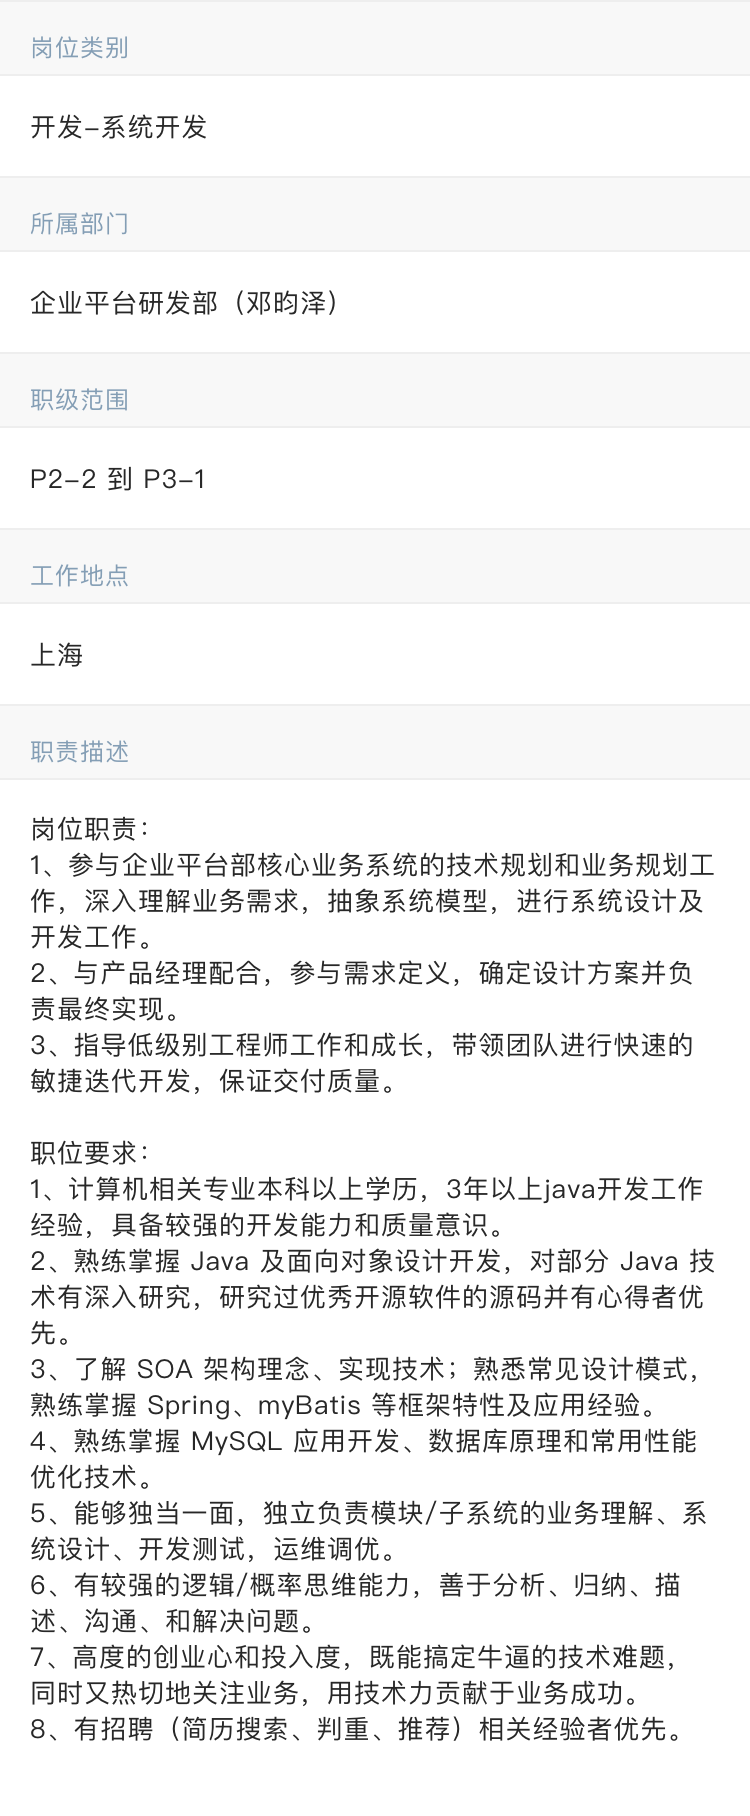 岗位类别
开发-系统开发
所属部门
企业平台研发部（邓昀泽）
职级范围
P2-2 到 P3-1
工作地点
上海
职责描述
岗位职责：
1、参与企业平台部核心业务系统的技术规划和业务规划工
作，深入理解业务需求，抽象系统模型，进行系统设计及
开发工作。
2、与产品经理配合，参与需求定义，确定设计方案并负
责最终实现。
3、指导低级别工程师工作和成长，带领团队进行快速的
敏捷迭代开发，保证交付质量。
职位要求：
1、计算机相关专业本科以上学历，3年以上java开发工作
经验，具备较强的开发能力和质量意识。
2、熟练掌握 Java 及面向对象设计开发，对部分 Java 技
术有深入研究，研究过优秀开源软件的源码并有心得者优
先。
3、了解 SOA 架构理念、实现技术；熟悉常见设计模式，
熟练掌握 Spring、myBatis 等框架特性及应用经验。
4、熟练掌握 MySQL 应用开发、数据库原理和常用性能
优化技术。
5、能够独当一面，独立负责模块/子系统的业务理解、系
统设计、开发测试，运维调优。
6、有较强的逻辑/概率思维能力，善于分析、归纳、描
述、沟通、和解决问题。
7、高度的创业心和投入度，既能搞定牛逼的技术难题，
同时又热切地关注业务，用技术力贡献于业务成功。
8、有招聘（简历搜索、判重、推荐）相关经验者优先。